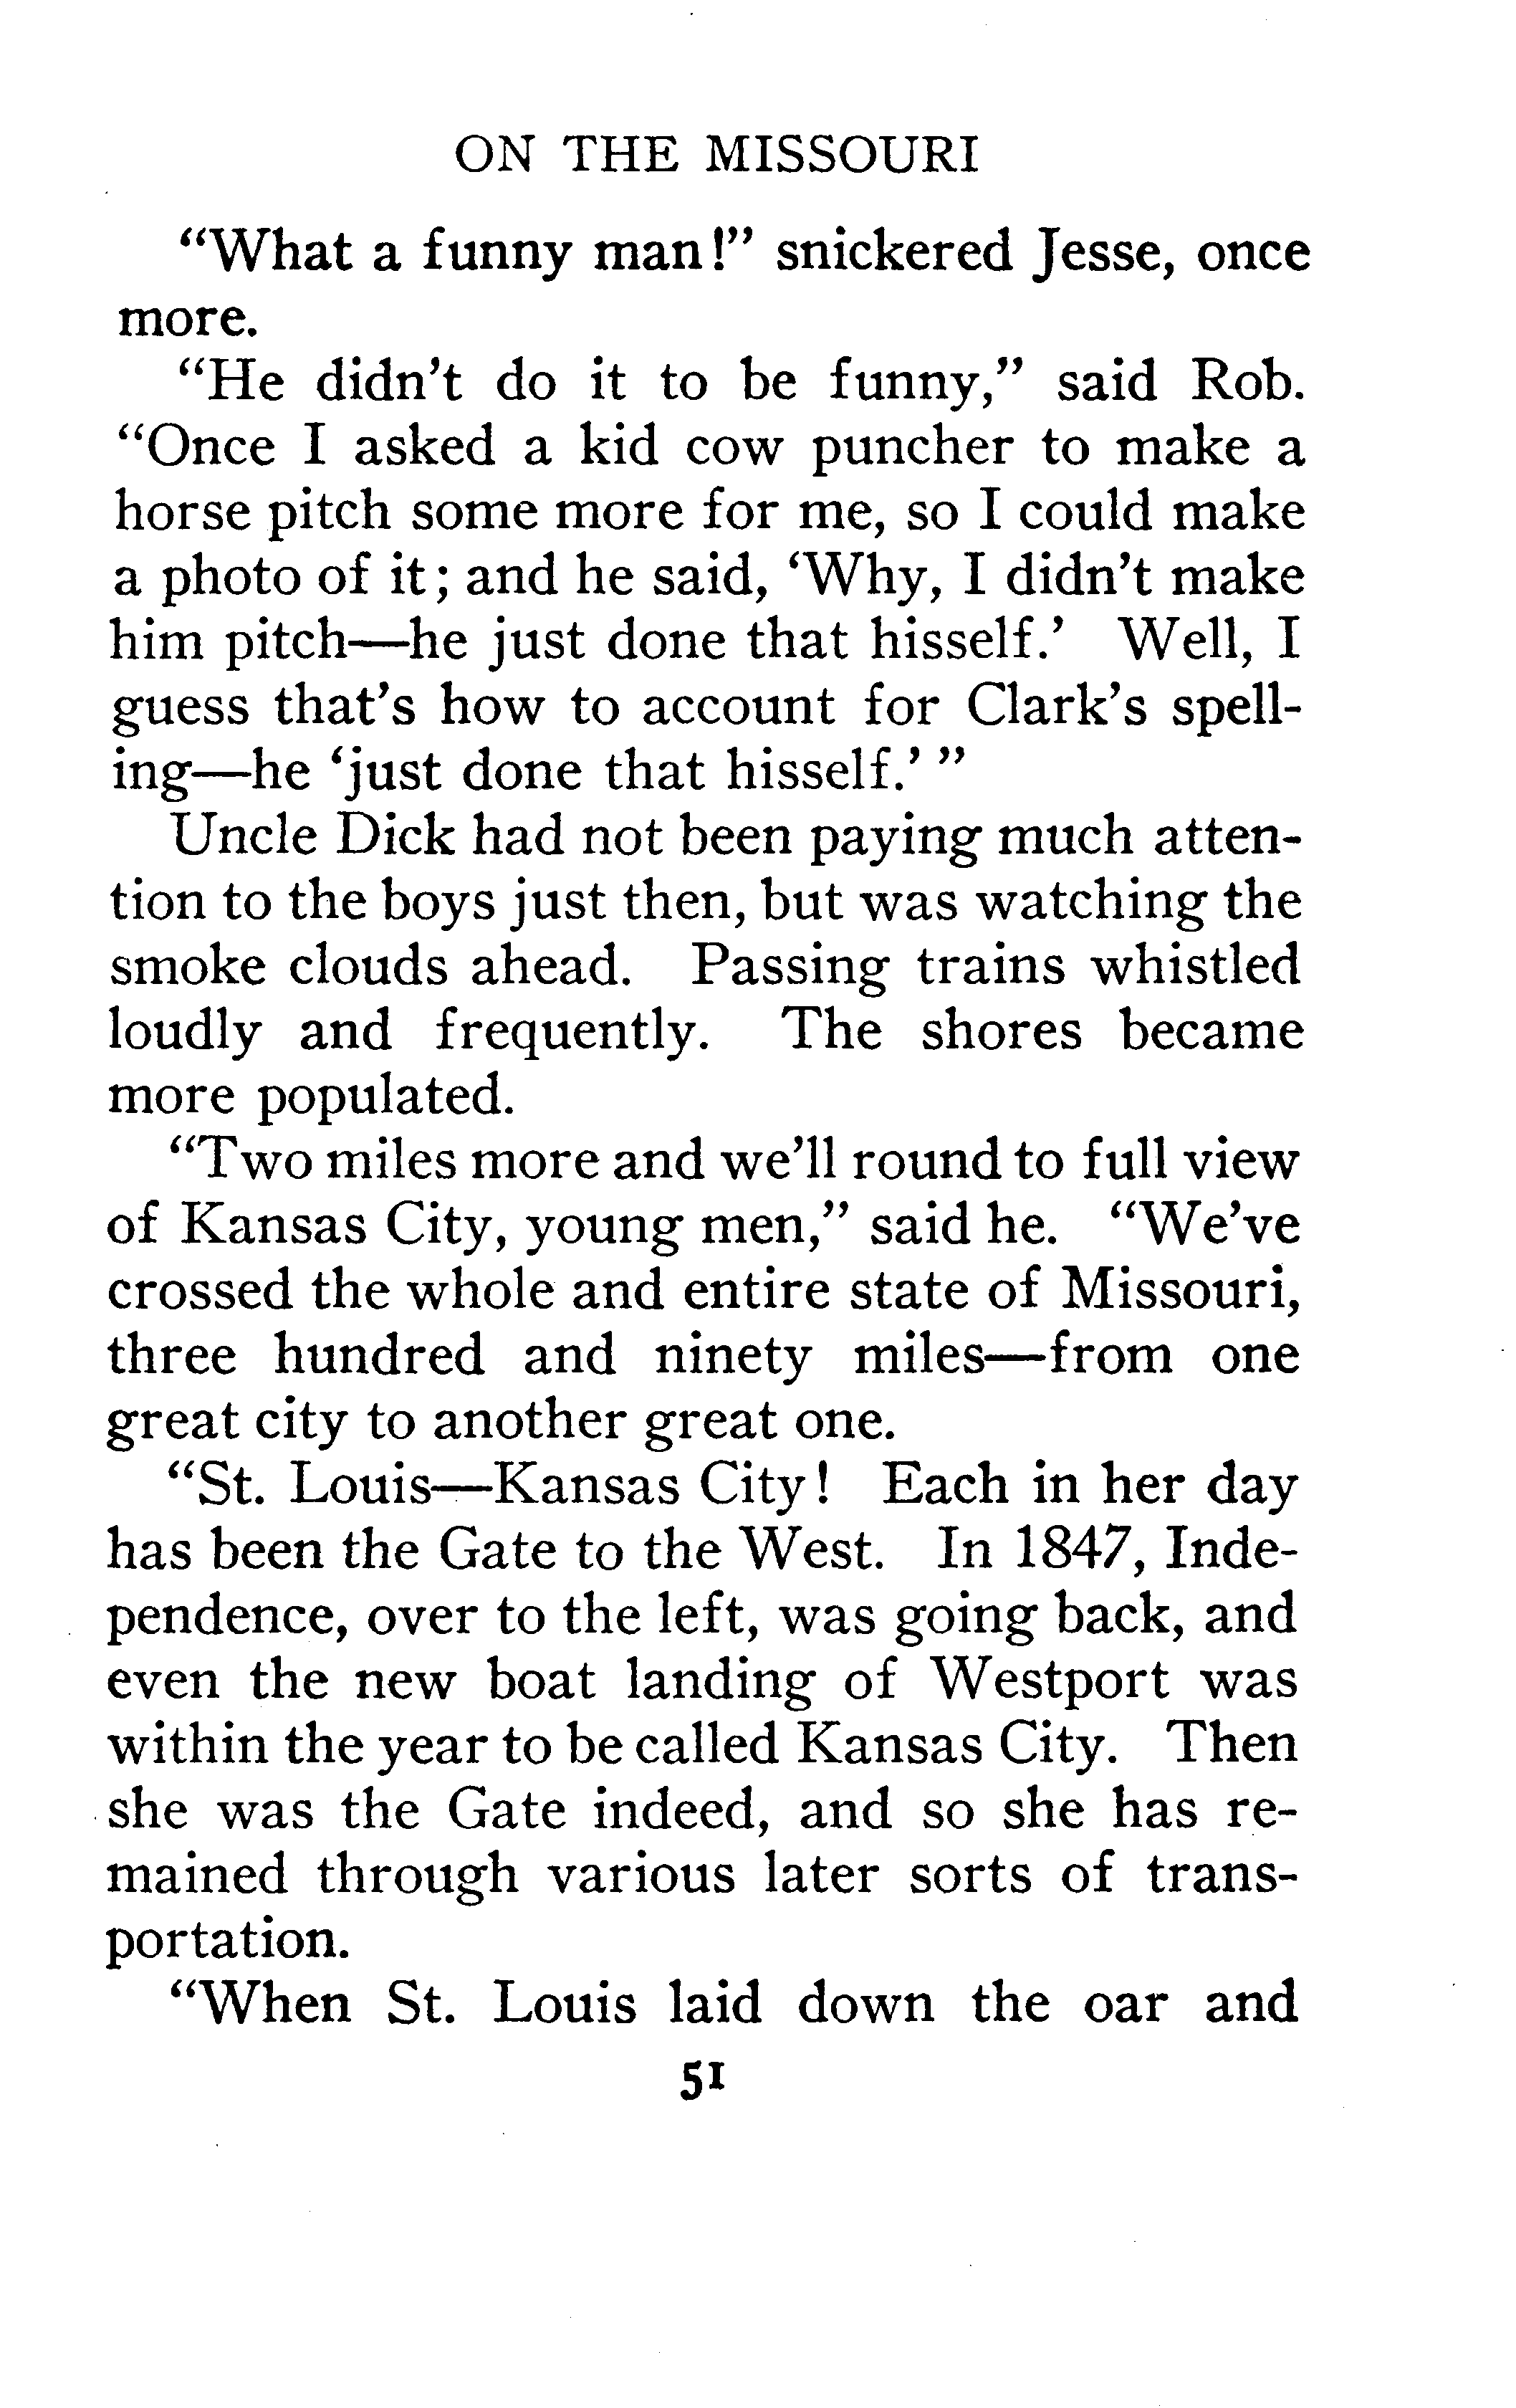 ON THE MISSOURI
“What a funny man!” snickered Jesse, once
more.
“He didn’t do it to be funny,” said Rob.
“Once I asked a kid cow puncher to make a
horse pitch some more for me, so I could make
a photo of it; and he said, ‘Why, I didn’t make
him pitch—he just done that hisself.’ Well, I
guess that’s how to account for Clark’s spell-
ing—he ‘just done that hisself.’ ”
Uncle Dick had not been paying much atten-
tion to the boys just then, but was watching the
smoke clouds ahead. Passing trains whistled
loudly and frequently. The shores became
more populated.
“Two miles more and we’ll round to full view
of Kansas City, young men,” said he. “We’ve
crossed the whole and entire state of Missouri,
three hundred and ninety miles—from one
great city to another great one.
“St. Louis—Kansas City! Each in her day
has been the Gate to the West. In 1847, Inde-
pendence, over to the left, was going back, and
even the new boat landing of Westport was
within the year to be called Kansas City. Then
she was the Gate indeed, and so she has re-
mained through various later sorts of trans-
portation.
“When St. Louis laid down the oar and
51